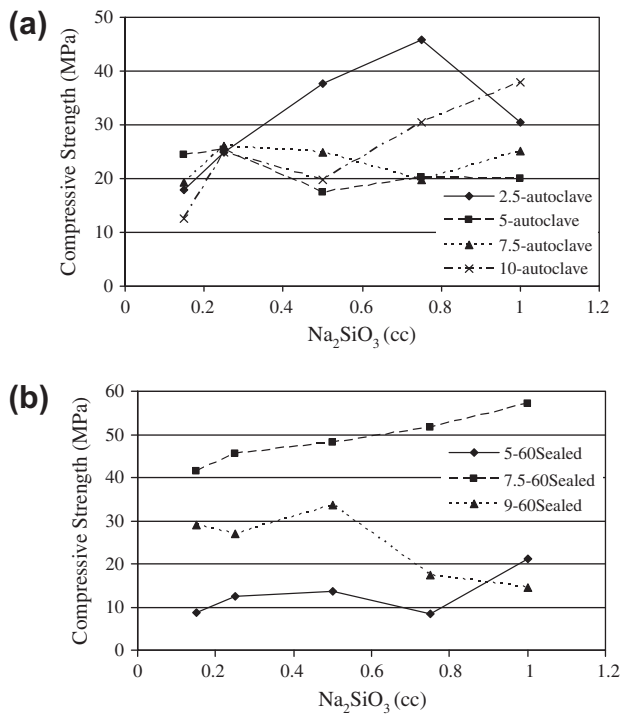 (a)
Compressive Strength (MPa)
50
40
30
20
10
0
0 0.2 0.4 0.6 0.8 1 1.2
Na₂SiO₃ (cc)
2.5-autoclave
5-autoclave
7.5-autoclave
10-autoclave
(b)
Compressive Strength (MPa)
60
50
40
30
20
10
0
0 0.2 0.4 0.6 0.8 1 1.2
Na₂SiO₃ (cc)
5-60Sealed
7.5-60Sealed
9-60Sealed